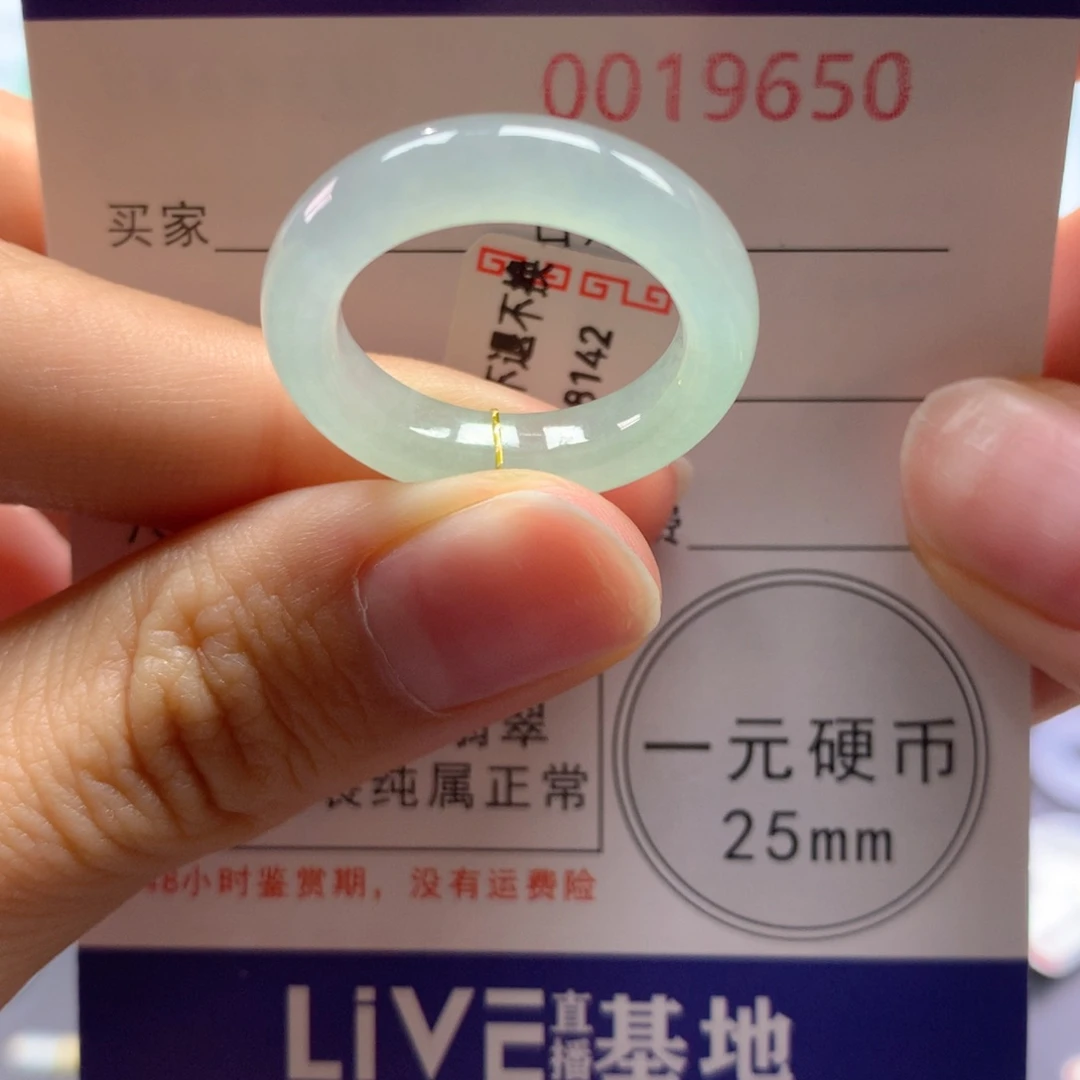 0019650
买家
不退不换
8142
翡翠
纯属正常
48小时鉴赏期，没有运费险
一元硬币
25mm
LiVE直播基地